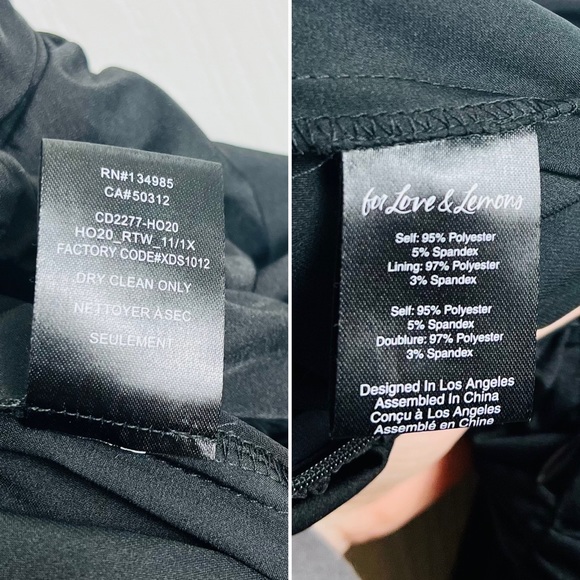 RN#134985
CA#50312
CD2277-HO20
HO20_RTW_11/1X
FACTORY CODE#XDS1012
DRY CLEAN ONLY
NETTOYER À SEC
SEULEMENT
for Love & Lemons
Self: 95% Polyester
5% Spandex
Lining: 97% Polyester
3% Spandex
Self: 95% Polyester
5% Spandex
Doublure: 97% Polyester
3% Spandex
Designed In Los Angeles
Assembled In China
Conçu à Los Angeles
Assemblé en Chine